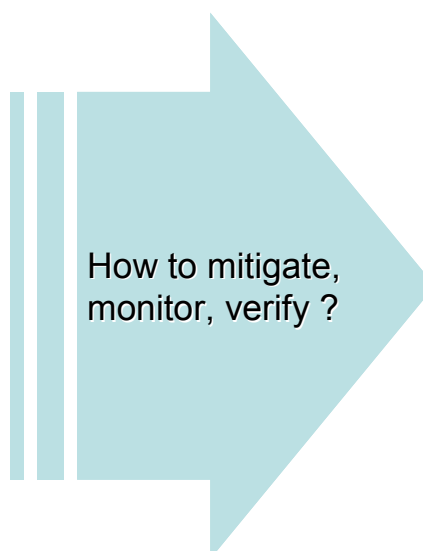 How to mitigate,
monitor, verify ?